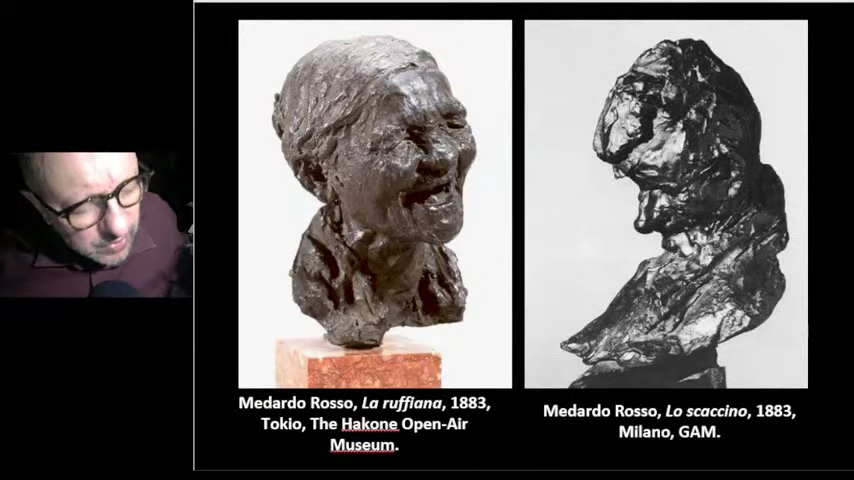 Medardo Rosso, La ruffiana, 1883,
Tokio, The Hakone Open-Air
Museum.
Medardo Rosso, Lo scaccino, 1883,
Milano, GAM.